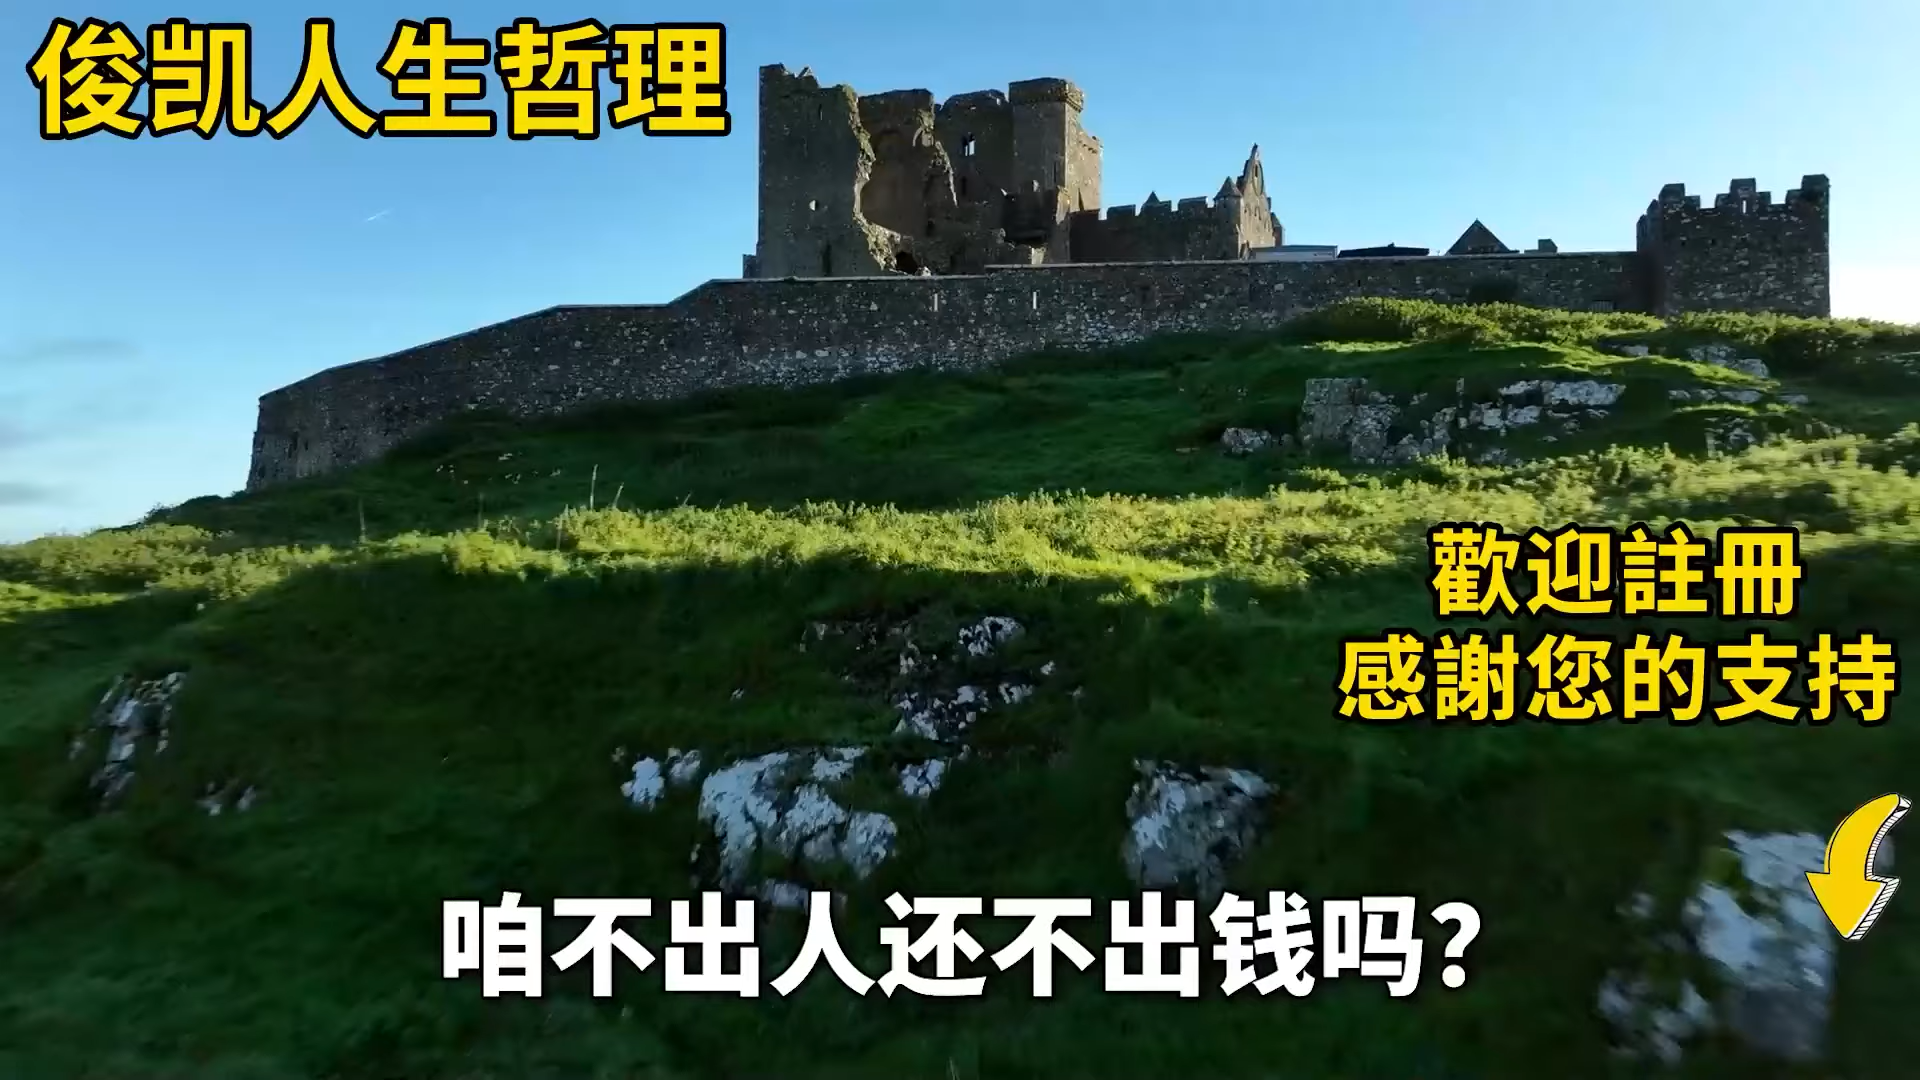 俊凯人生哲理
歡迎註冊
感謝您的支持
咱不出人还不出钱吗？